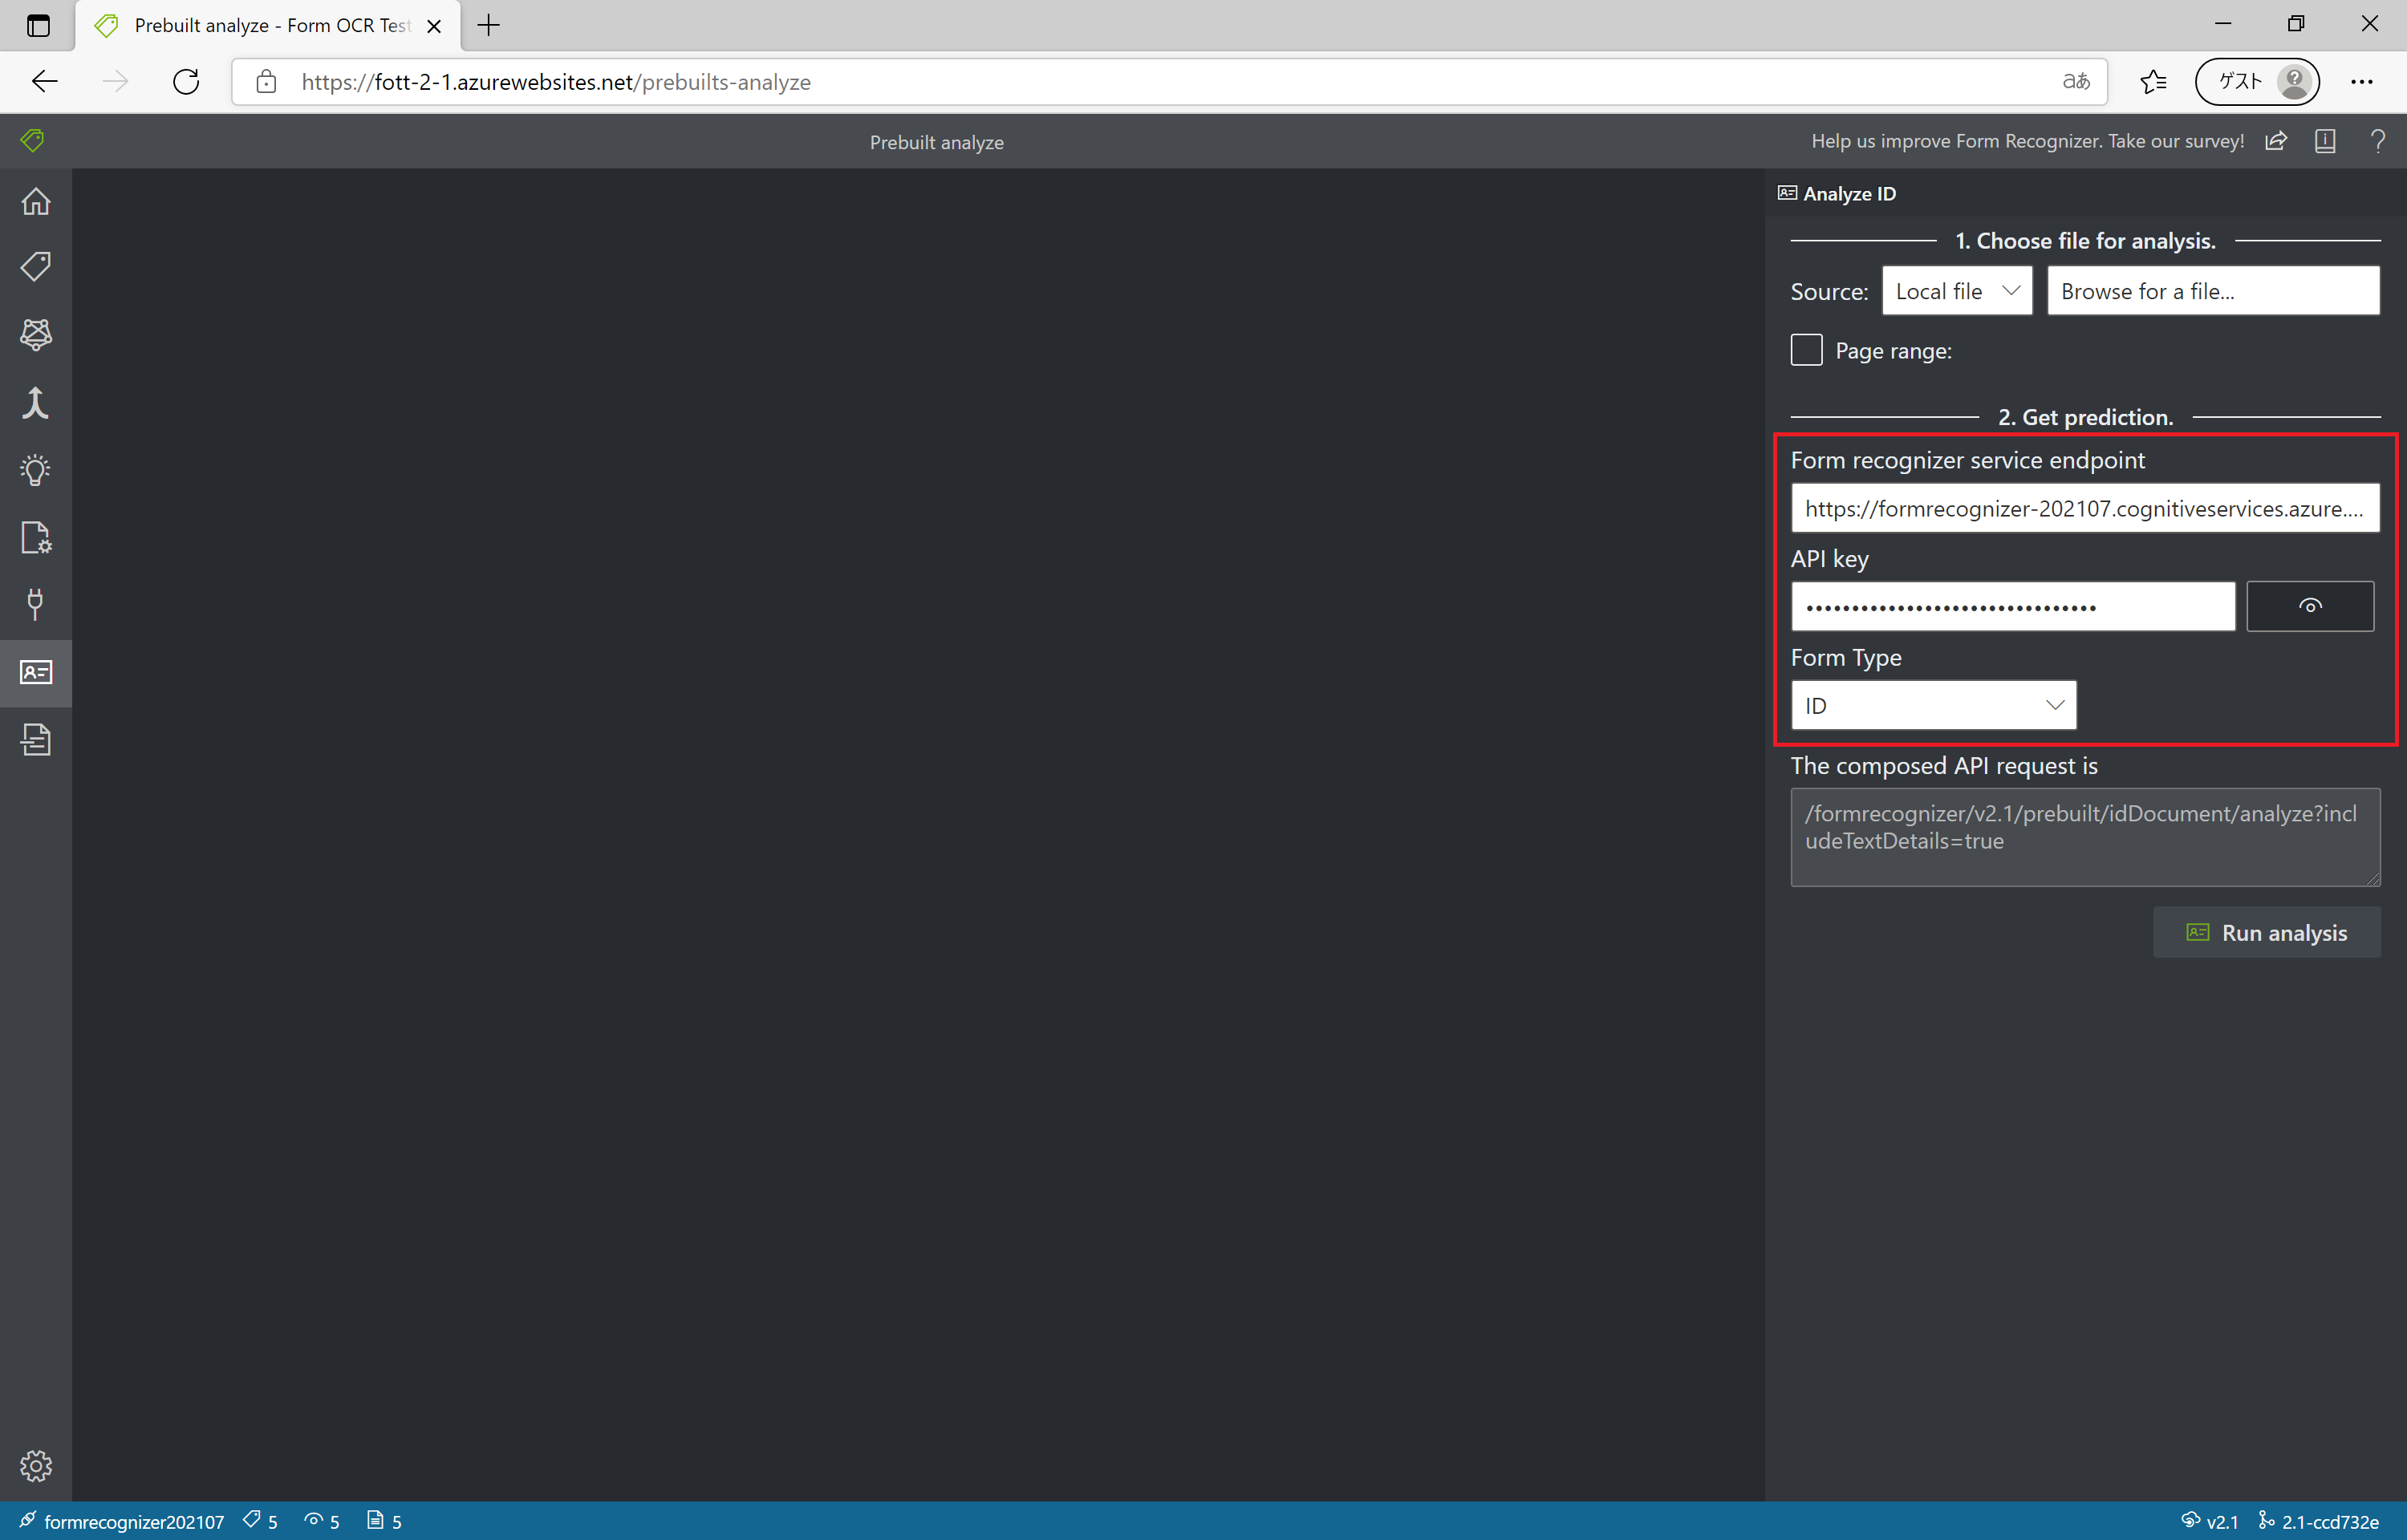 Prebuilt analyze - Form OCR Test
https://fott-2-1.azurewebsites.net/prebuilts-analyze
aあ
ゲスト
Prebuilt analyze
Help us improve Form Recognizer. Take our survey!
Analyze ID
1. Choose file for analysis.
Source:
Local file
Browse for a file...
Page range:
2. Get prediction.
Form recognizer service endpoint
https://formrecognizer-202107.cognitiveservices.azure....
API key
••••••••••••••••••••••••••••••••
Form Type
ID
The composed API request is
/formrecognizer/v2.1/prebuilt/idDocument/analyze?incl
udeTextDetails=true
Run analysis
formrecognizer202107 5 5 5
v2.1 2.1-ccd732e